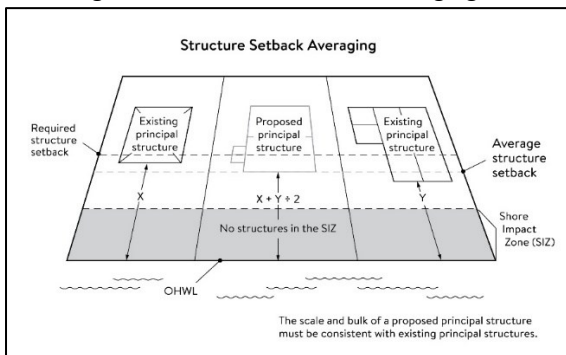 Structure Setback Averaging
Required
structure
setback
Existing
principal
structure
Proposed
principal
structure
Existing
principal
structure
Average
structure
setback
X
X + Y ÷ 2
Y
No structures in the SIZ
Shore
Impact
Zone (SIZ)
OHWL
The scale and bulk of a proposed principal structure
must be consistent with existing principal structures.